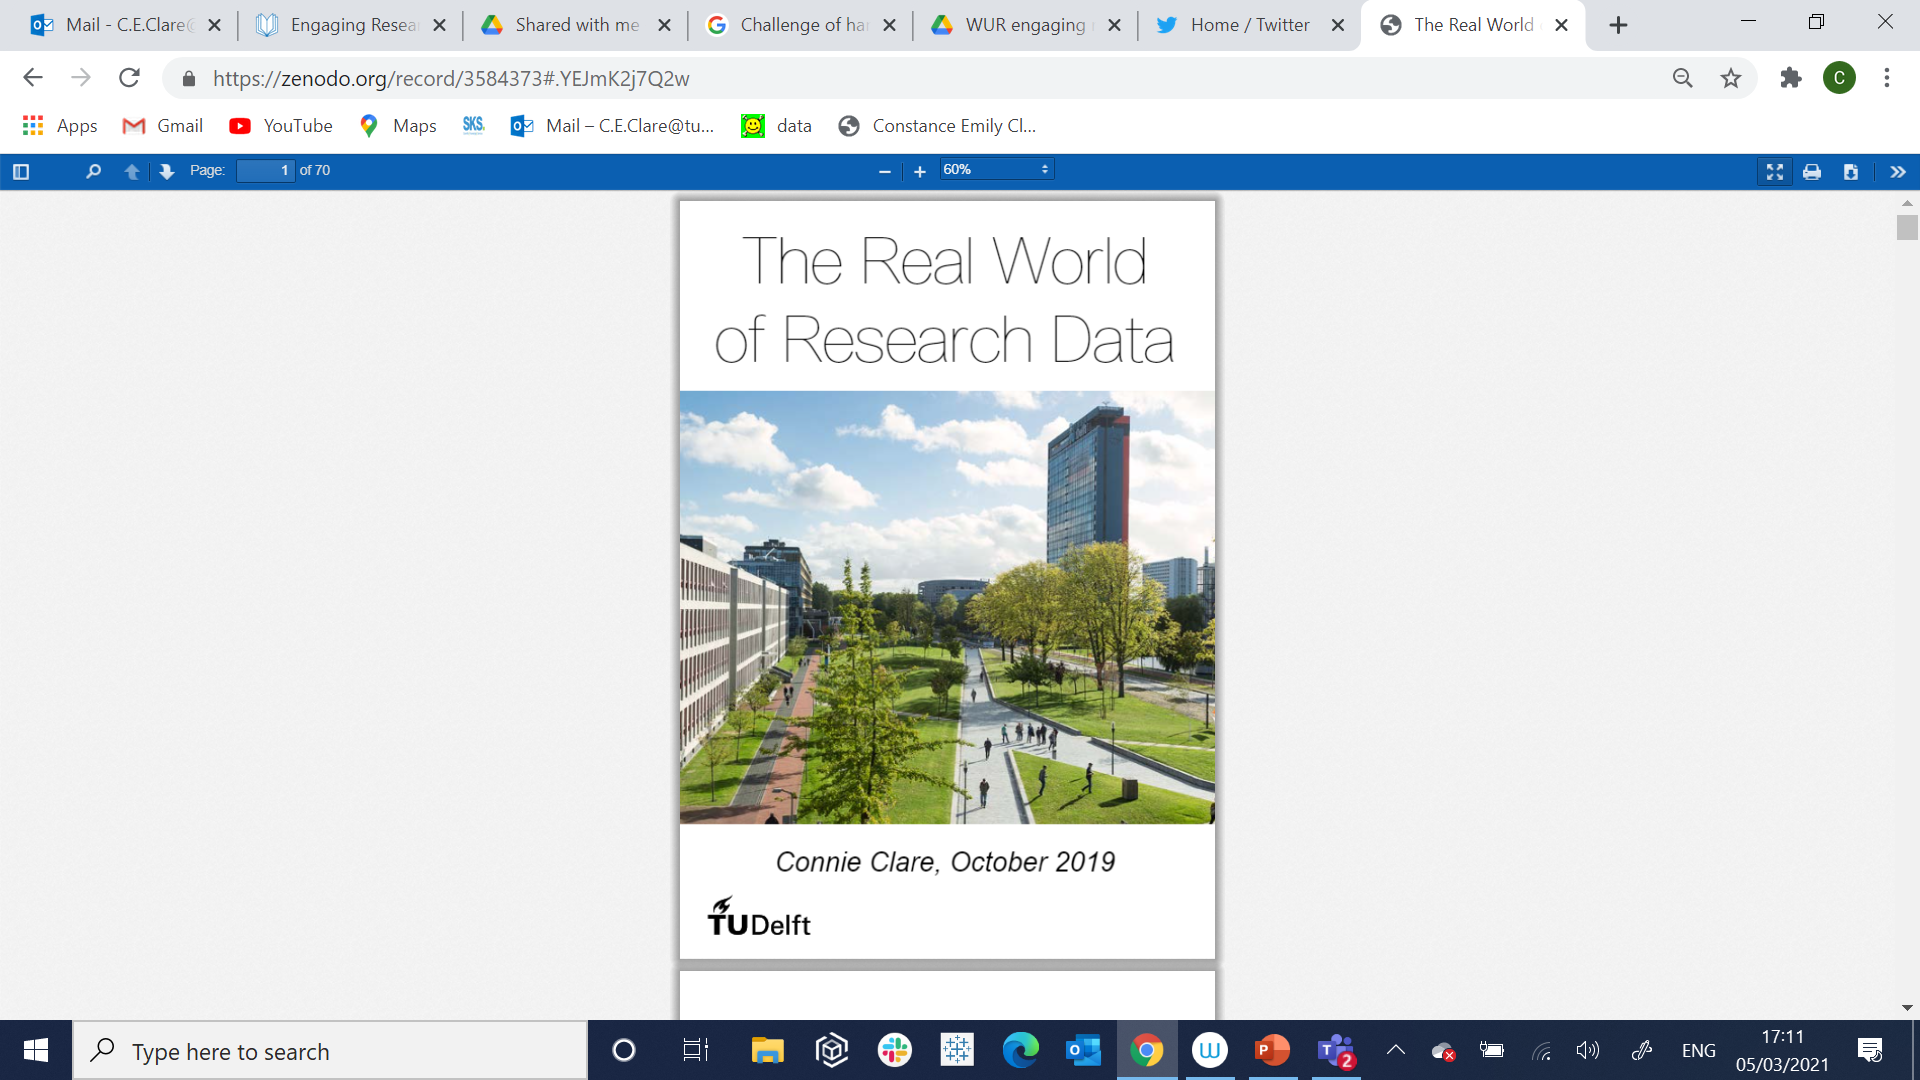 Mail - C.E.Clare@
Engaging Resear
Shared with me
Challenge of ha
WUR engaging
Home / Twitter
The Real World
https://zenodo.org/record/3584373#.YEJmK2j7Q2w
C
Apps
Gmail
YouTube
Maps
SKS
Mail – C.E.Clare@tu...
data
Constance Emily Cl...
Page:
1
of 70
60%
The Real World
of Research Data
Connie Clare, October 2019
TUDelft
Type here to search
2
ENG
17:11
05/03/2021